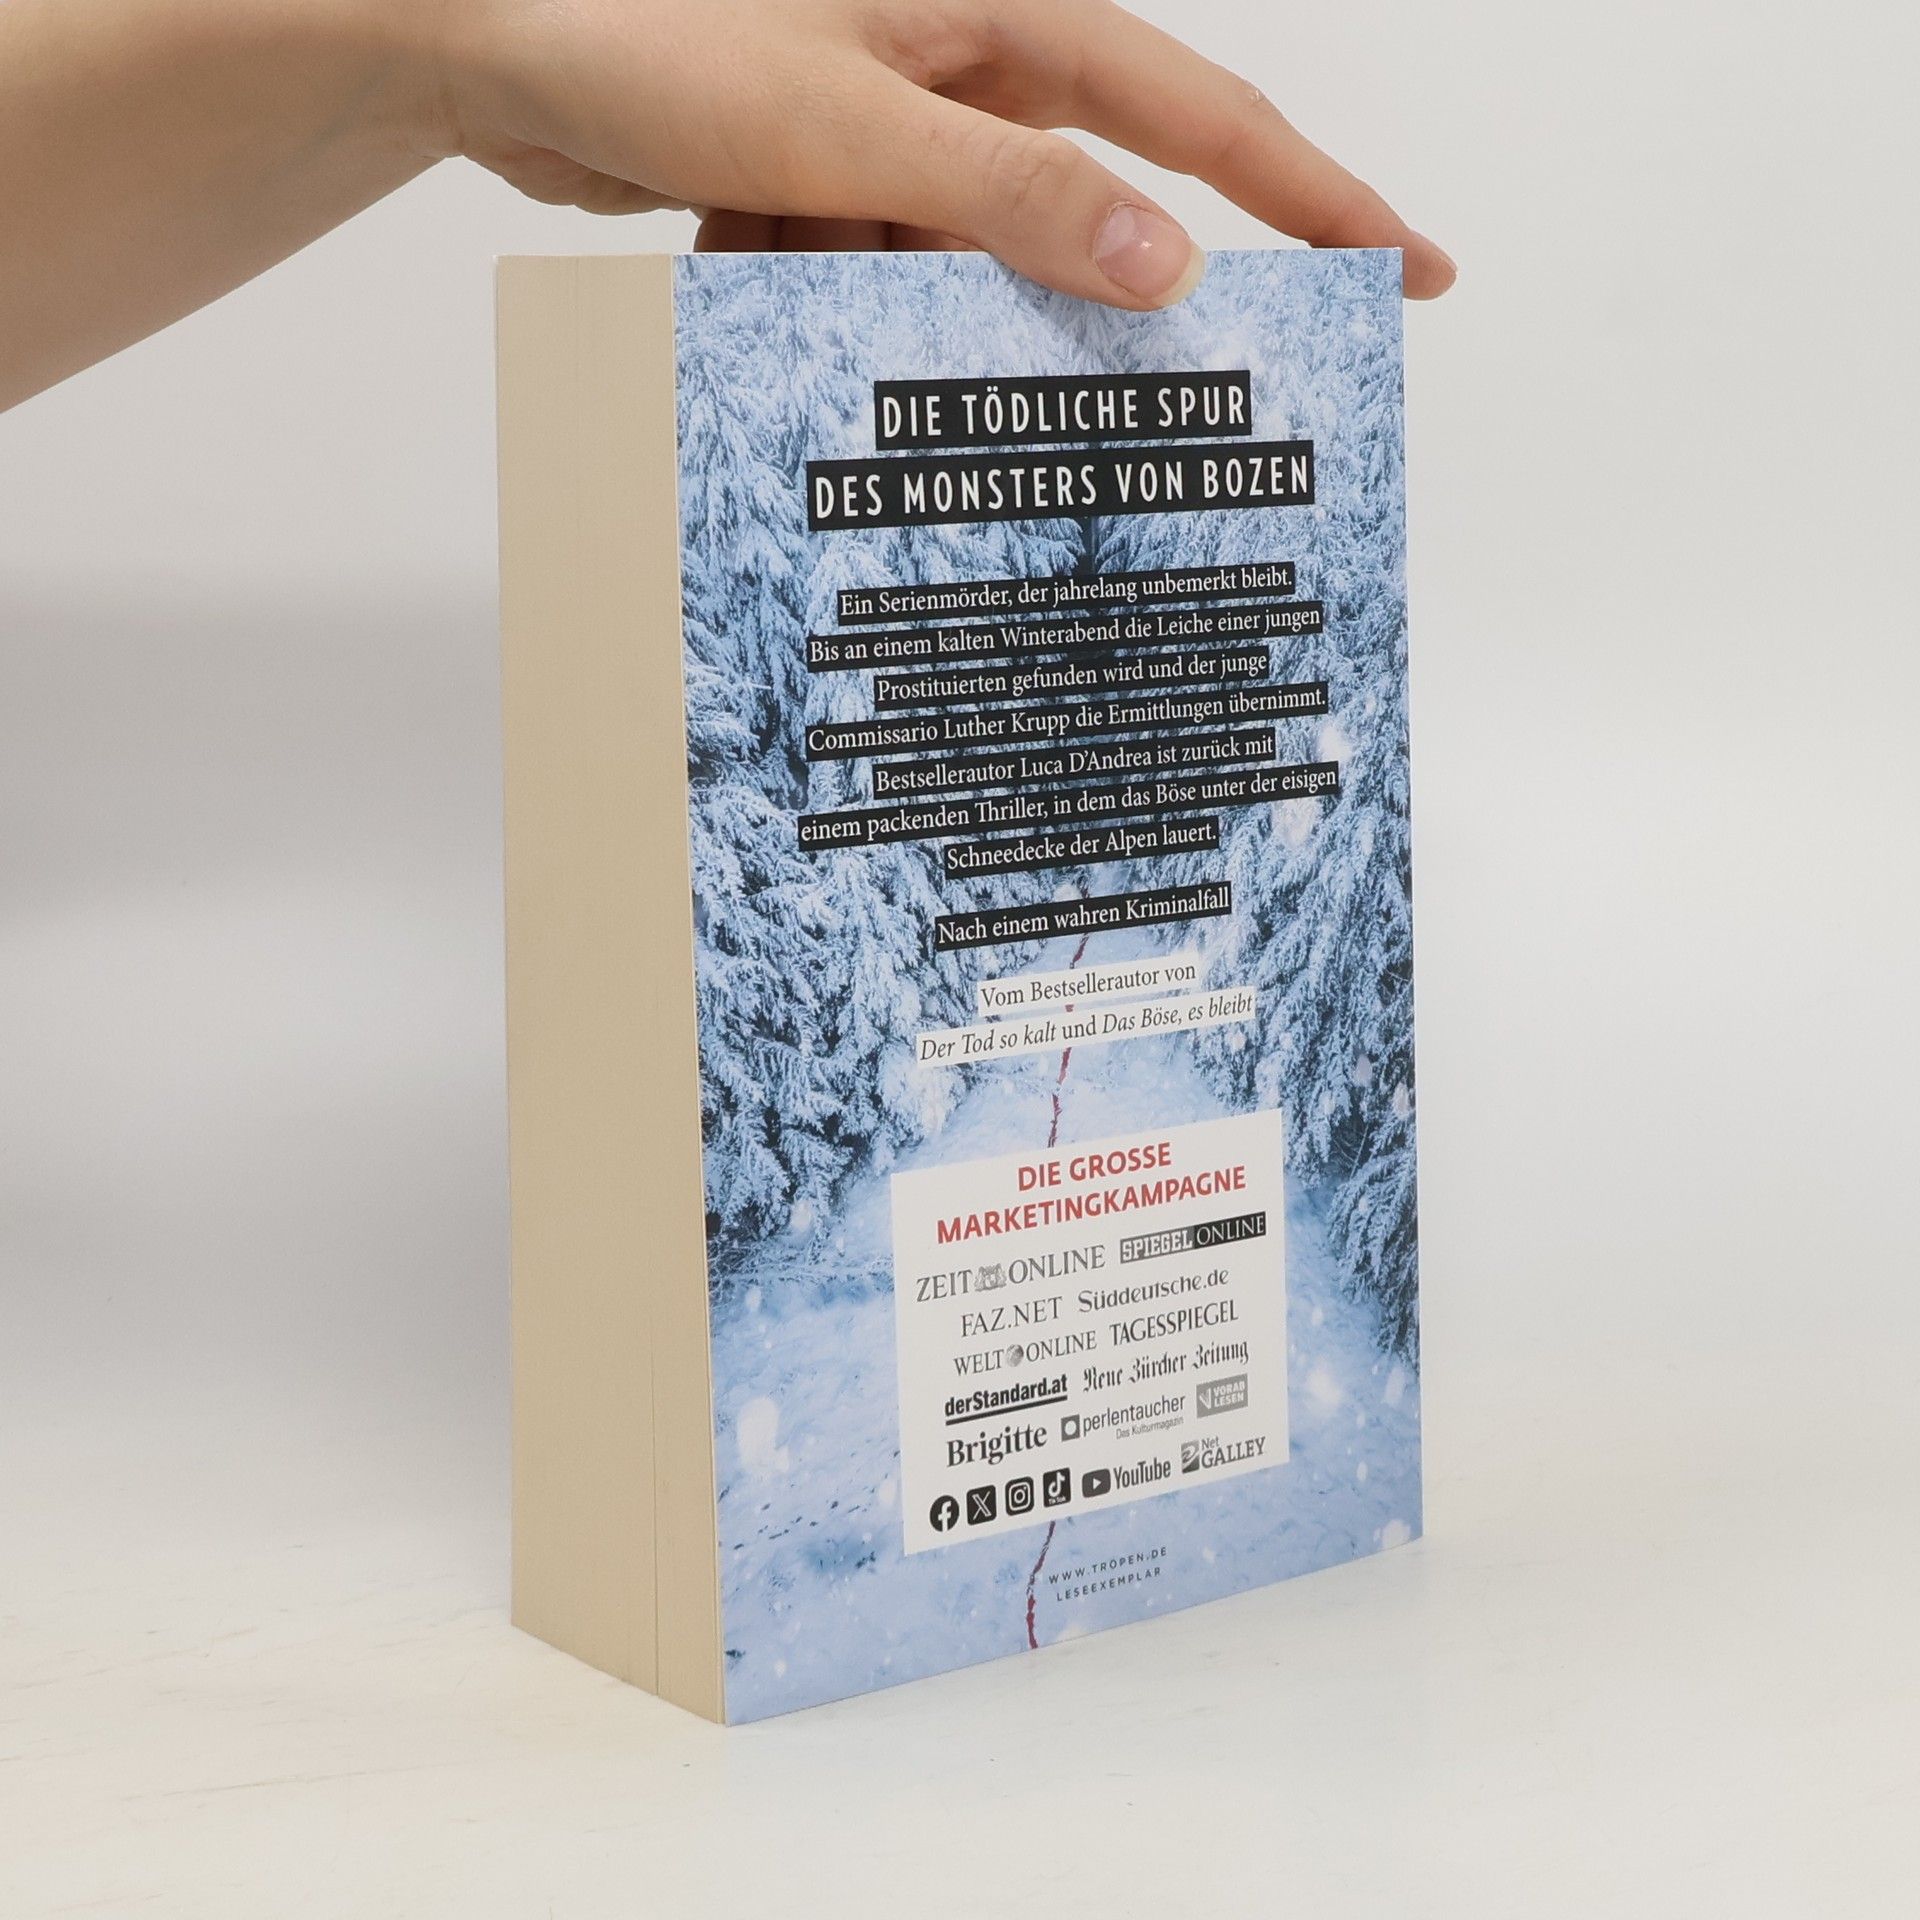 DIE TÖDLICHE SPUR
DES MONSTERS VON BOZEN
Ein Serienmörder, der jahrelang unbemerkt bleibt.
Bis an einem kalten Winterabend die Leiche einer jungen
Prostituierten gefunden wird und der junge
Commissario Luther Krupp die Ermittlungen übernimmt.
Bestsellerautor Luca D'Andrea ist zurück mit
einem packenden Thriller, in dem das Böse unter der eisigen
Schneedecke der Alpen lauert.
Nach einem wahren Kriminalfall
Vom Bestsellerautor von
Der Tod so kalt und Das Böse, es bleibt
DIE GROSSE
MARKETINGKAMPAGNE
ZEIT ONLINE SPIEGEL ONLINE
FAZ.NET Süddeutsche.de
WELT ONLINE TAGESSPIEGEL
derStandard.at Neue Zürcher Zeitung
Brigitte perlentaucher Das Kulturmagazin VORAB LESEN
TikTok YouTube Net GALLEY
WWW.TROPEN.DE
LESEEXEMPLAR